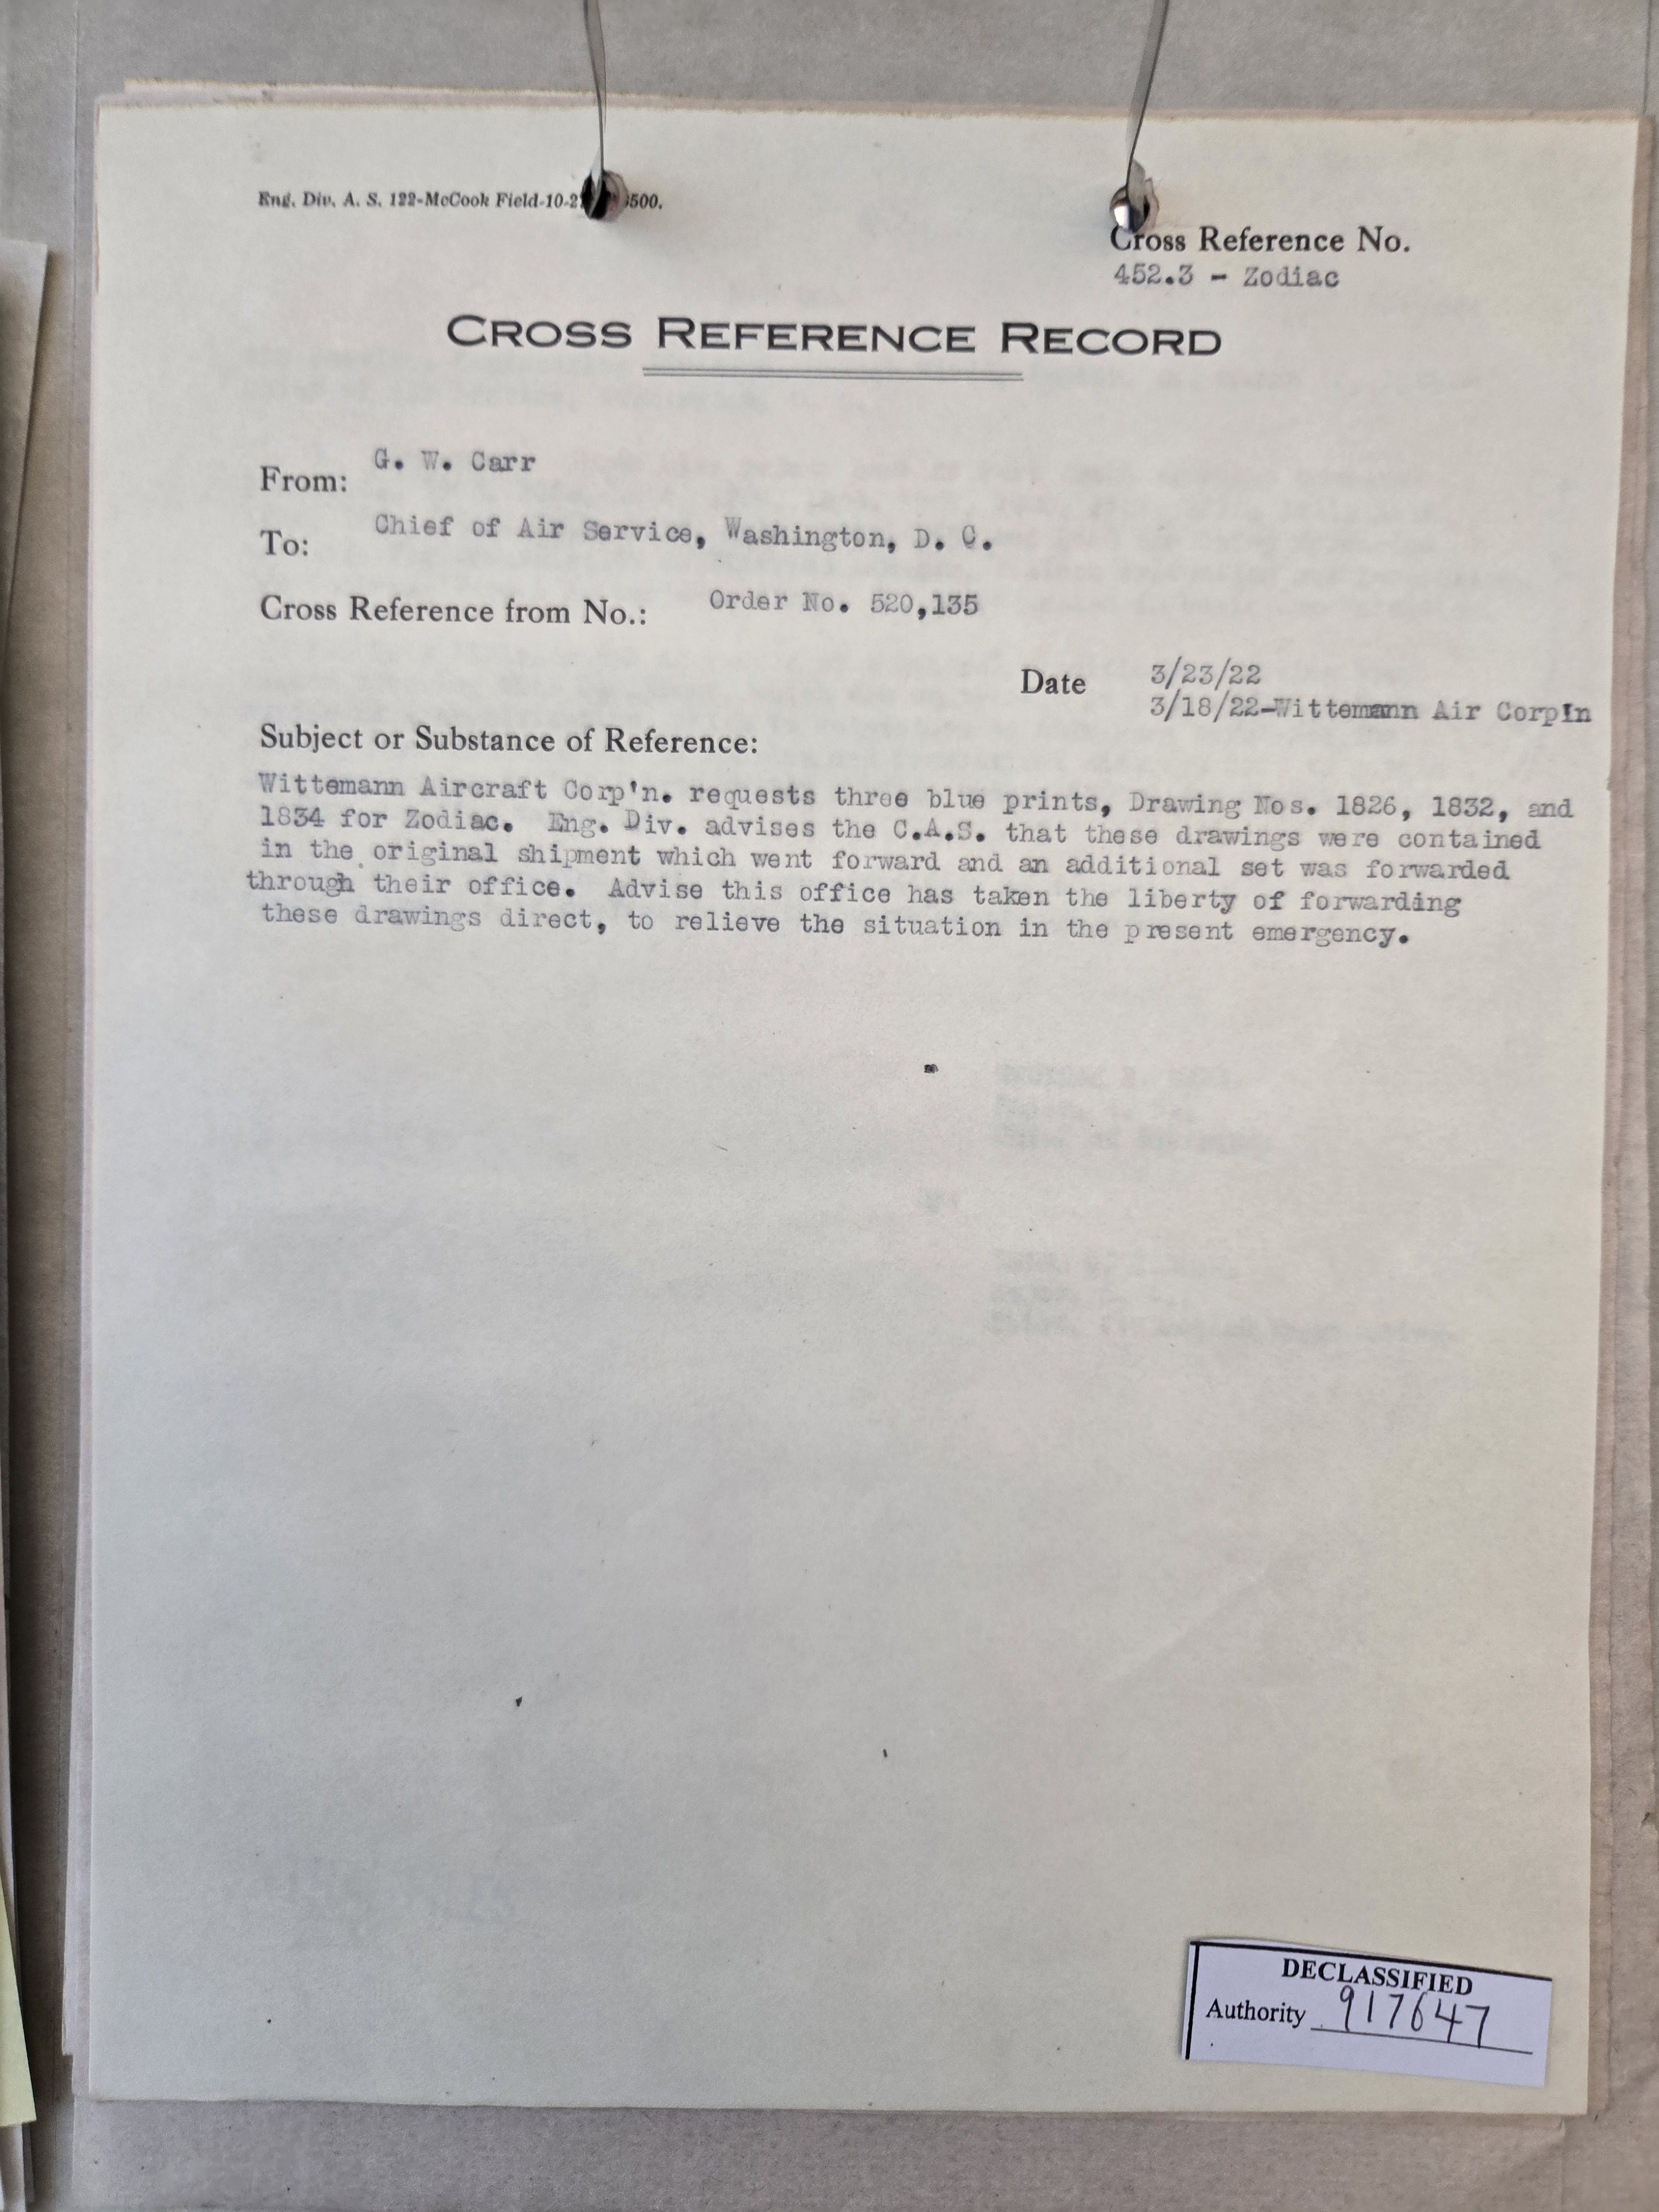 Eng. Div. A. S. 122-McCook Field-10-2 500.
Cross Reference No.
452.3 - Zodiac
CROSS REFERENCE RECORD
From: G. W. Carr
To: Chief of Air Service, Washington, D. C.
Cross Reference from No.: Order No. 520,135
Date 3/23/22
3/18/22-Wittemann Air Corp!n
Subject or Substance of Reference:
Wittemann Aircraft Corp'n. requests three blue prints, Drawing Nos. 1826, 1832, and
1834 for Zodiac. Eng. Div. advises the C.A.S. that these drawings were contained
in the original shipment which went forward and an additional set was forwarded
through their office. Advise this office has taken the liberty of forwarding
these drawings direct, to relieve the situation in the present emergency.
DECLASSIFIED
Authority 917647